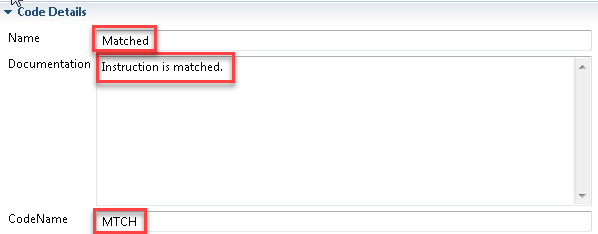 Code Details
Name Matched
Documentation Instruction is matched.
CodeName MTCH